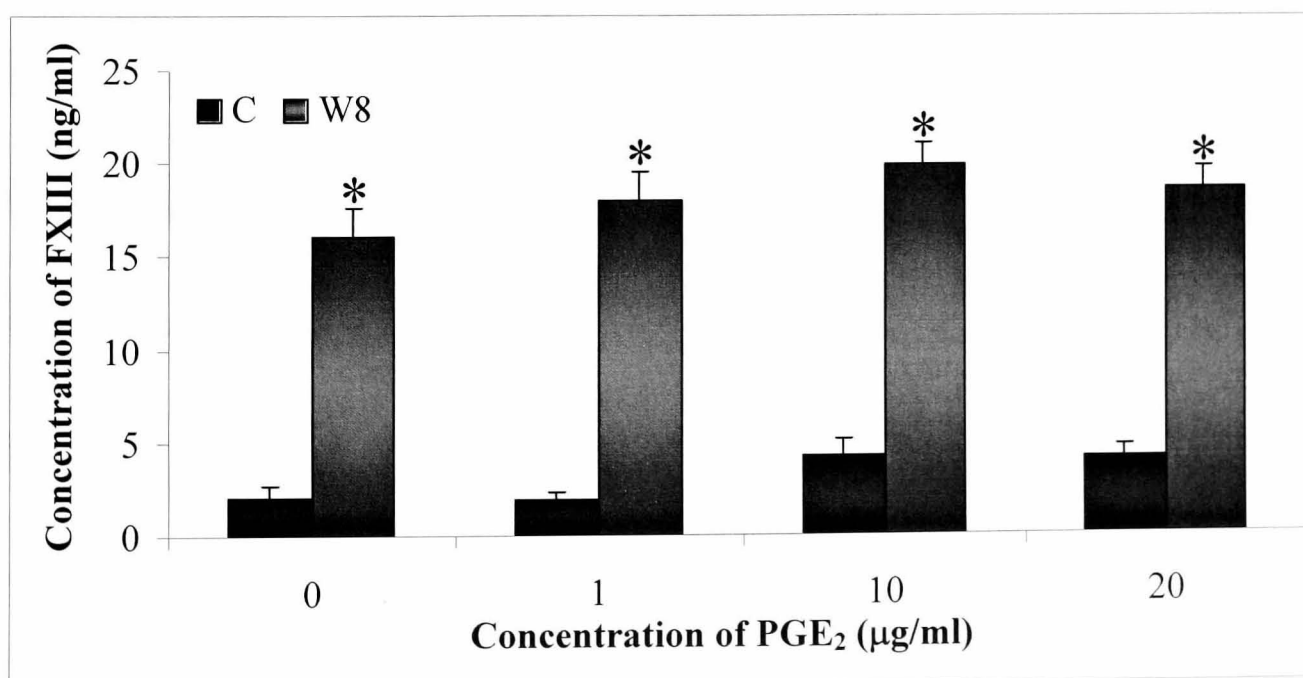 Concentration of FXIII (ng/ml)
25
20
15
10
5
0
C W8
* * * *
0 1 10 20
Concentration of PGE₂ (μg/ml)